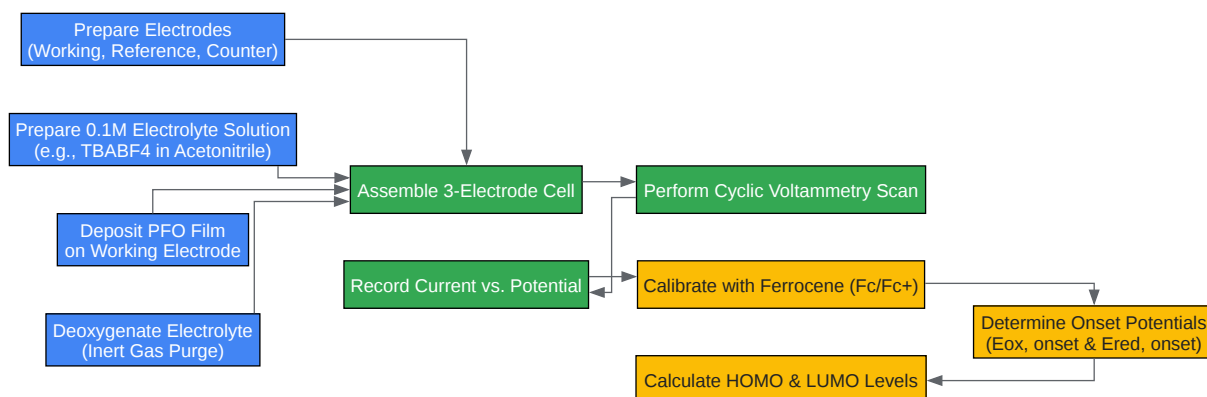 Prepare Electrodes
(Working, Reference, Counter)
Prepare 0.1M Electrolyte Solution
(e.g., TBABF4 in Acetonitrile)
Assemble 3-Electrode Cell
Perform Cyclic Voltammetry Scan
Deposit PFO Film
on Working Electrode
Record Current vs. Potential
Calibrate with Ferrocene (Fc/Fc+)
Deoxygenate Electrolyte
(Inert Gas Purge)
Determine Onset Potentials
(Eox, onset & Ered, onset)
Calculate HOMO & LUMO Levels